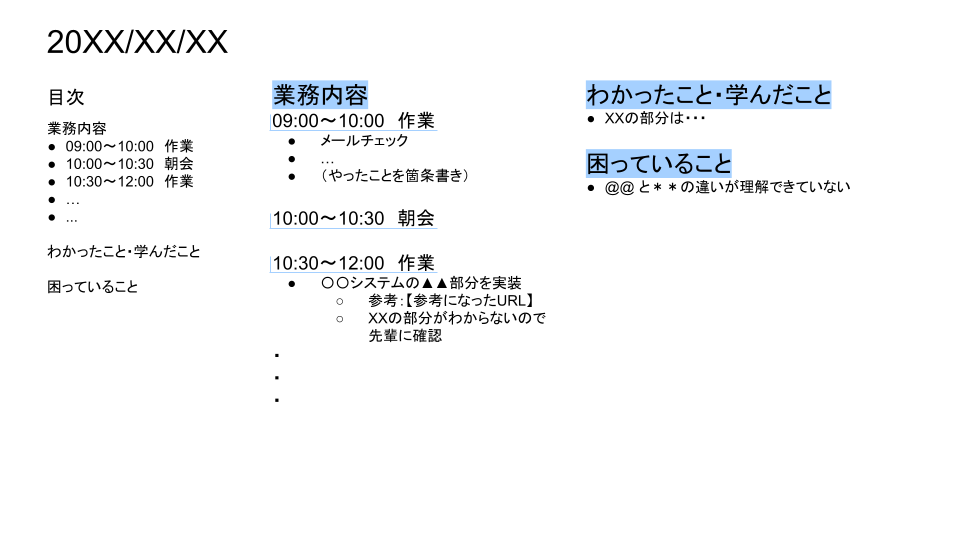 20XX/XX/XX
目次
業務内容
● 09:00～10:00 作業
● 10:00～10:30 朝会
● 10:30～12:00 作業
● …
● ...
わかったこと・学んだこと
困っていること
業務内容
09:00～10:00 作業
● メールチェック
● …
● （やったことを箇条書き）
10:00～10:30 朝会
10:30～12:00 作業
● 〇〇システムの▲▲部分を実装
○ 参考：【参考になったURL】
○ XXの部分がわからないので
先輩に確認
・
・
・
わかったこと・学んだこと
● XXの部分は・・・
困っていること
● @@と＊＊の違いが理解できていない